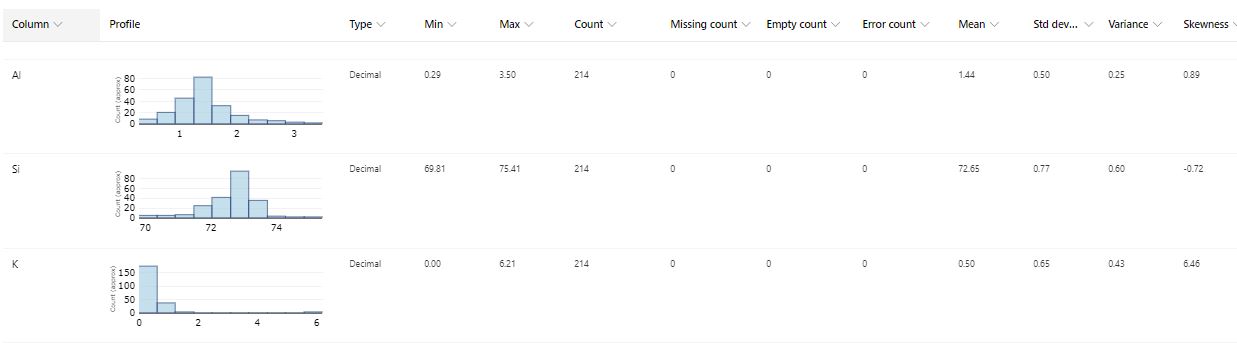 Column Profile Type Min Max Count Missing count Empty count Error count Mean Std dev... Variance Skewness
Al Decimal 0.29 3.50 214 0 0 0 1.44 0.50 0.25 0.89
Count (approx)
80
60
40
20
0
1 2 3
Si Decimal 69.81 75.41 214 0 0 0 72.65 0.77 0.60 -0.72
Count (approx)
80
60
40
20
0
70 72 74
K Decimal 0.00 6.21 214 0 0 0 0.50 0.65 0.43 6.46
Count (approx)
150
100
50
0
0 2 4 6